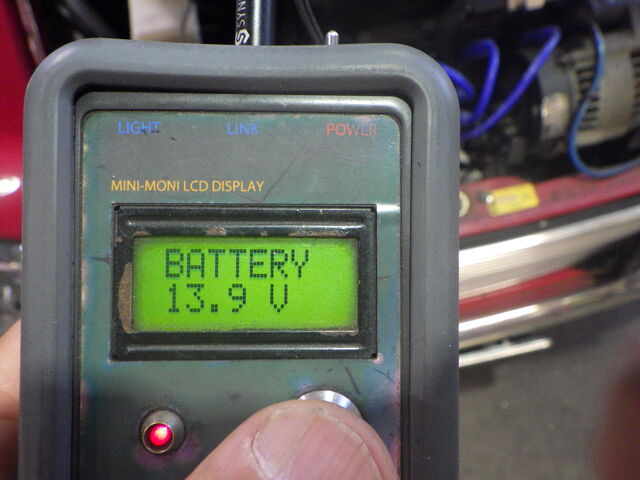 LIGHT LINK POWER
MINI-MONI LCD DISPLAY
BATTERY
13.9 V